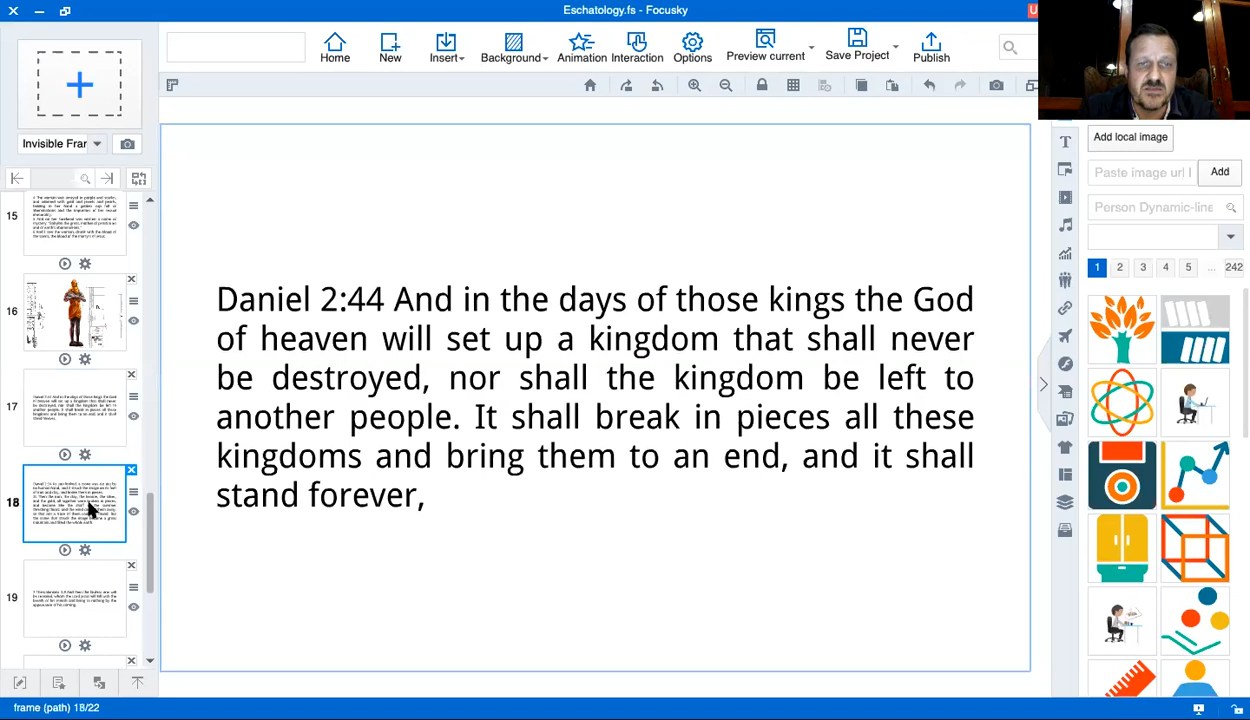 Eschatology.fs - Focusky
Home
New
Insert
Background
Animation
Interaction
Options
Preview current
Save Project
Publish
Invisible Frar
Add local image
Paste image url l
Add
Person Dynamic-line
1 2 3 4 5 ... 242
15
16
17
18
19
Daniel 2:44 And in the days of those kings the God
of heaven will set up a kingdom that shall never
be destroyed, nor shall the kingdom be left to
another people. It shall break in pieces all these
kingdoms and bring them to an end, and it shall
stand forever,
frame (path) 18/22